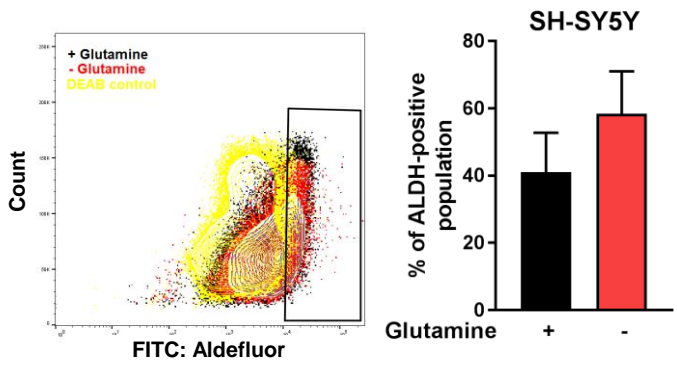 + Glutamine
- Glutamine
DEAB control
Count
FITC: Aldefluor
SH-SY5Y
% of ALDH-positive
population
80
60
40
20
0
Glutamine + -